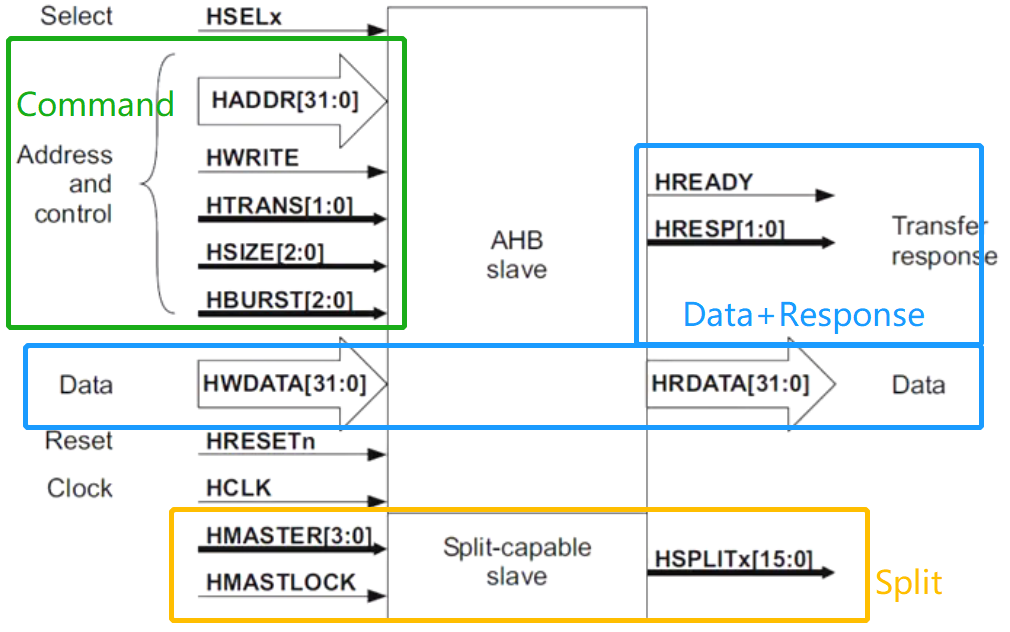 Select
HSELx
Command
HADDR[31:0]
Address
and
control
HWRITE
HTRANS[1:0]
HSIZE[2:0]
HBURST[2:0]
AHB
slave
HREADY
HRESP[1:0]
Transfer
response
Data+Response
Data
HWDATA[31:0]
HRDATA[31:0]
Data
Reset
HRESETn
Clock
HCLK
HMASTER[3:0]
HMASTLOCK
Split-capable
slave
HSPLITx[15:0]
Split